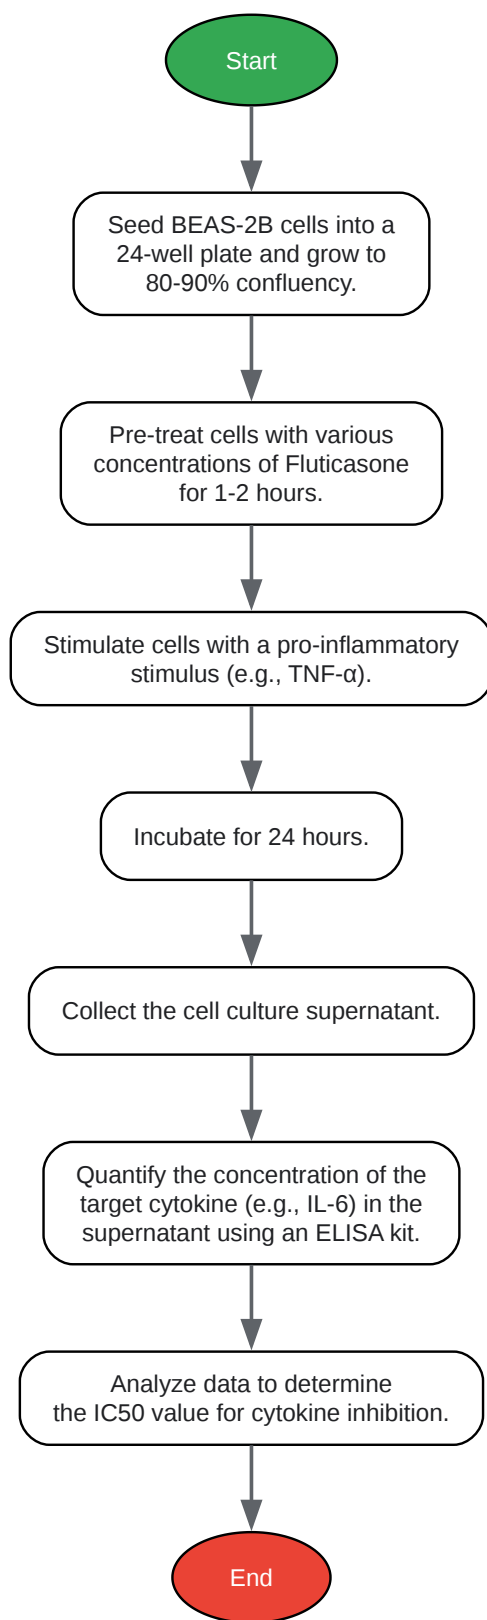 Start
Seed BEAS-2B cells into a
24-well plate and grow to
80-90% confluency.
Pre-treat cells with various
concentrations of Fluticasone
for 1-2 hours.
Stimulate cells with a pro-inflammatory
stimulus (e.g., TNF-α).
Incubate for 24 hours.
Collect the cell culture supernatant.
Quantify the concentration of the
target cytokine (e.g., IL-6) in the
supernatant using an ELISA kit.
Analyze data to determine
the IC50 value for cytokine inhibition.
End